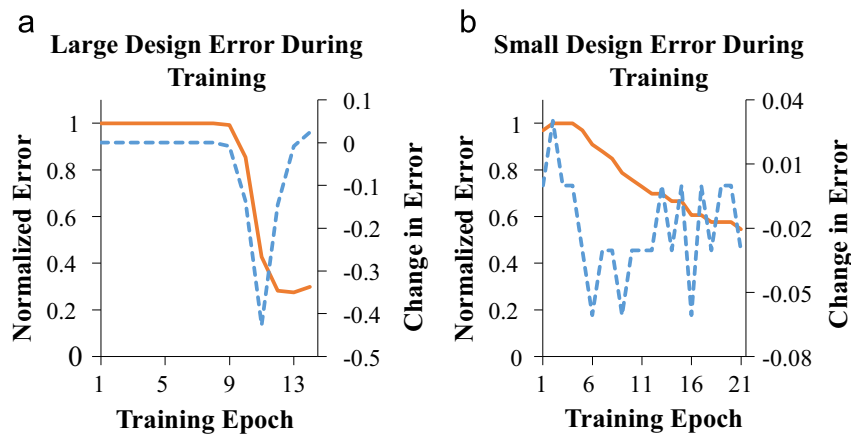 a
Large Design Error During
Training
Normalized Error
1
0.8
0.6
0.4
0.2
0
0.1
0
-0.1
-0.2
-0.3
-0.4
-0.5
Change in Error
1 5 9 13
Training Epoch
b
Small Design Error During
Training
Normalized Error
1
0.8
0.6
0.4
0.2
0
0.04
0.01
-0.02
-0.05
-0.08
Change in Error
1 6 11 16 21
Training Epoch